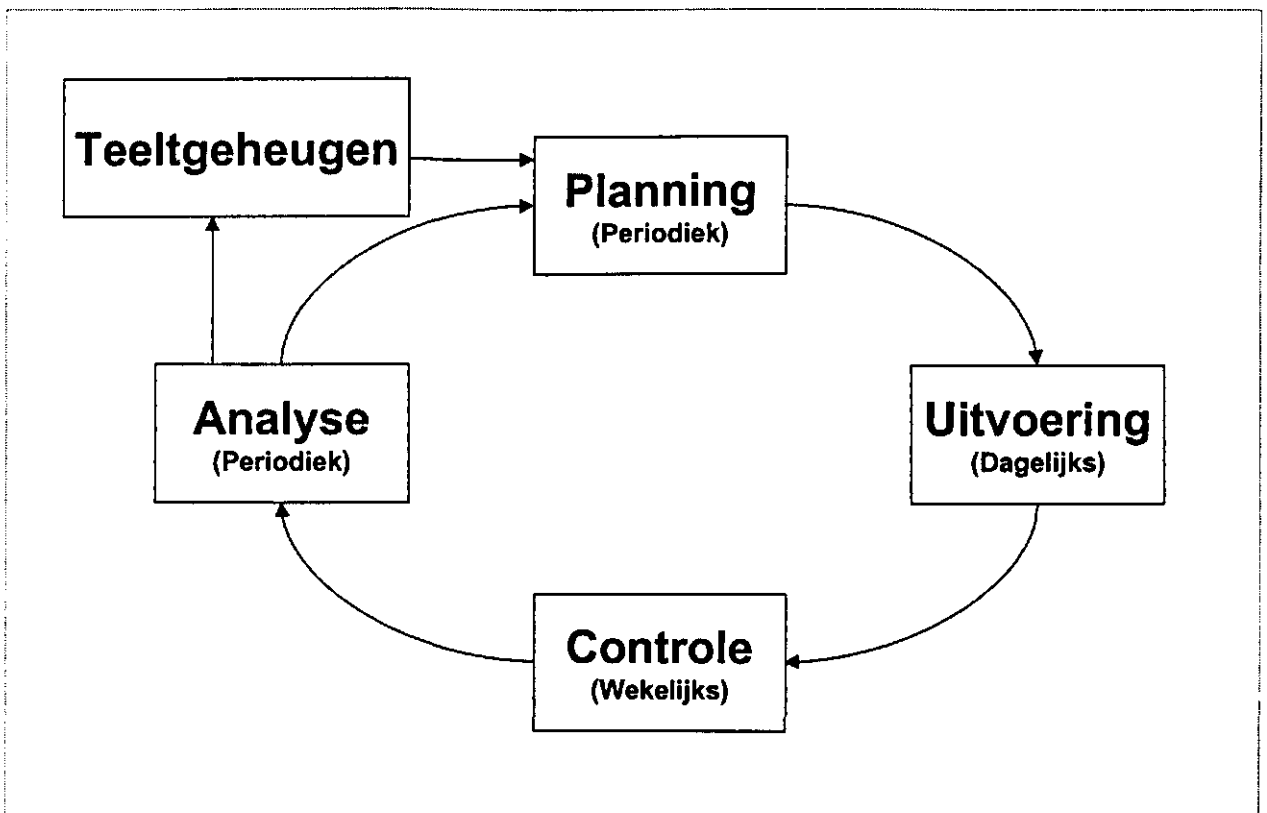 Teeltgeheugen
Planning
(Periodiek)
Analyse
(Periodiek)
Uitvoering
(Dagelijks)
Controle
(Wekelijks)